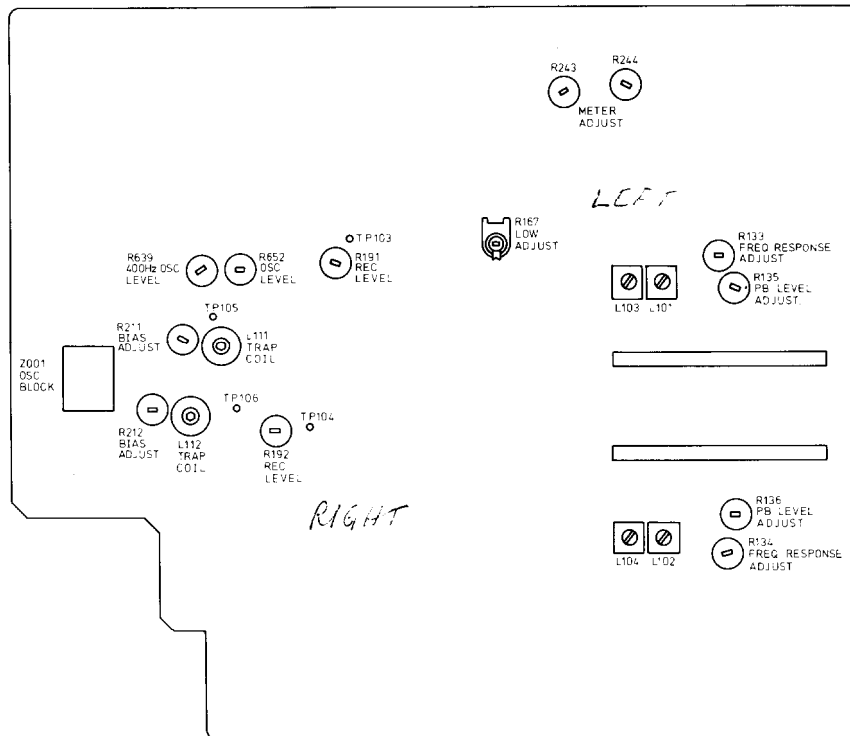 R243
R244
METER
ADJUST
LEFT
R167
LOW
ADJUST
R133
FREQ RESPONSE
ADJUST
R135
PB LEVEL
ADJUST
L103 L101
TP103
R639
400Hz OSC
LEVEL
R652
OSC
LEVEL
R191
REC
LEVEL
TP105
R211
BIAS
ADJUST
L111
TRAP
COIL
Z001
OSC
BLOCK
TP106
TP104
R212
BIAS
ADJUST
L112
TRAP
COIL
R192
REC
LEVEL
RIGHT
R136
PB LEVEL
ADJUST
R134
FREQ RESPONSE
ADJUST
L104 L102